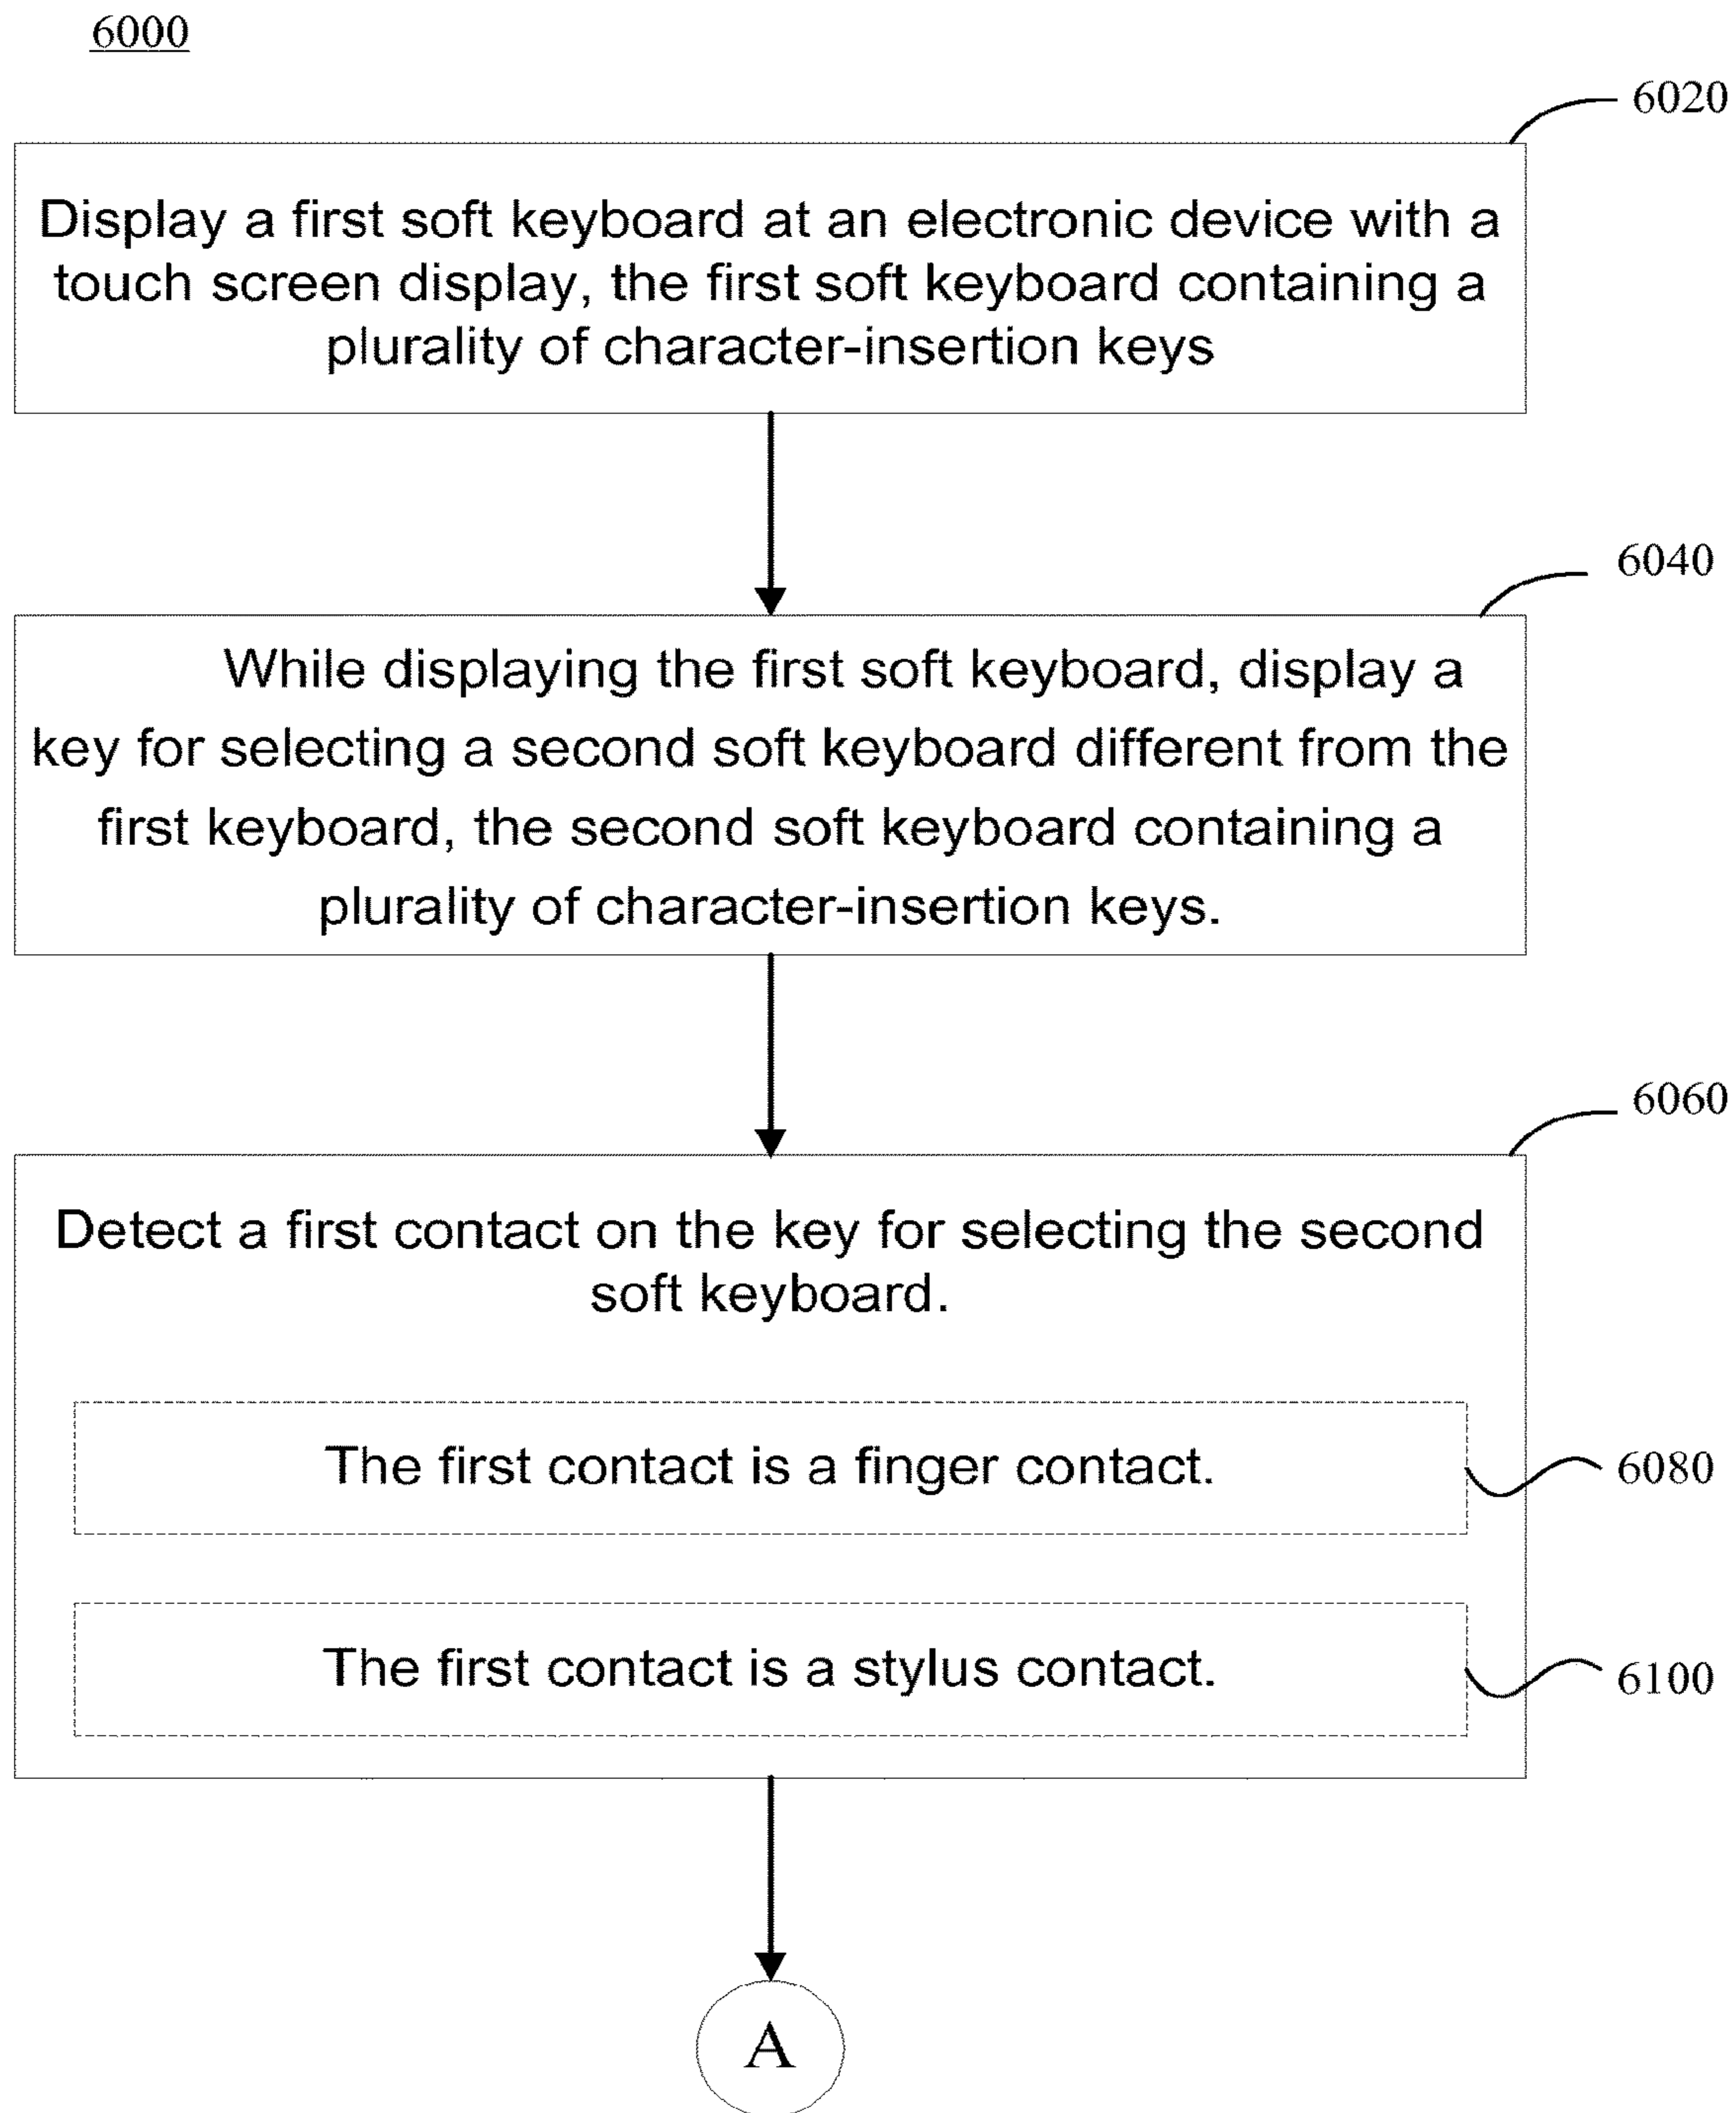 6000
6020
Display a first soft keyboard at an electronic device with a
touch screen display, the first soft keyboard containing a
plurality of character-insertion keys
6040
While displaying the first soft keyboard, display a
key for selecting a second soft keyboard different from the
first keyboard, the second soft keyboard containing a
plurality of character-insertion keys.
6060
Detect a first contact on the key for selecting the second
soft keyboard.
The first contact is a finger contact.
6080
The first contact is a stylus contact.
6100
A